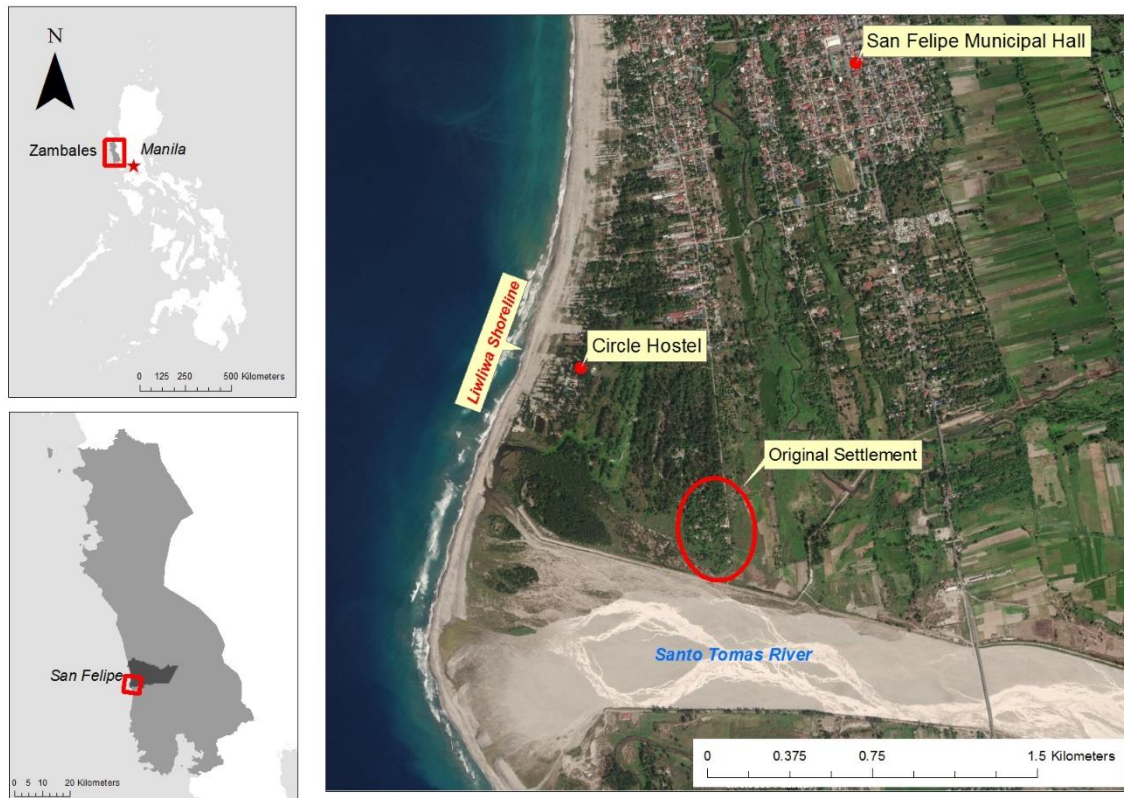 N
Zambales
Manila
0 125 250 500 Kilometers
San Felipe
0 5 10 20 Kilometers
San Felipe Municipal Hall
Liwliwa Shoreline
Circle Hostel
Original Settlement
Santo Tomas River
0 0.375 0.75 1.5 Kilometers